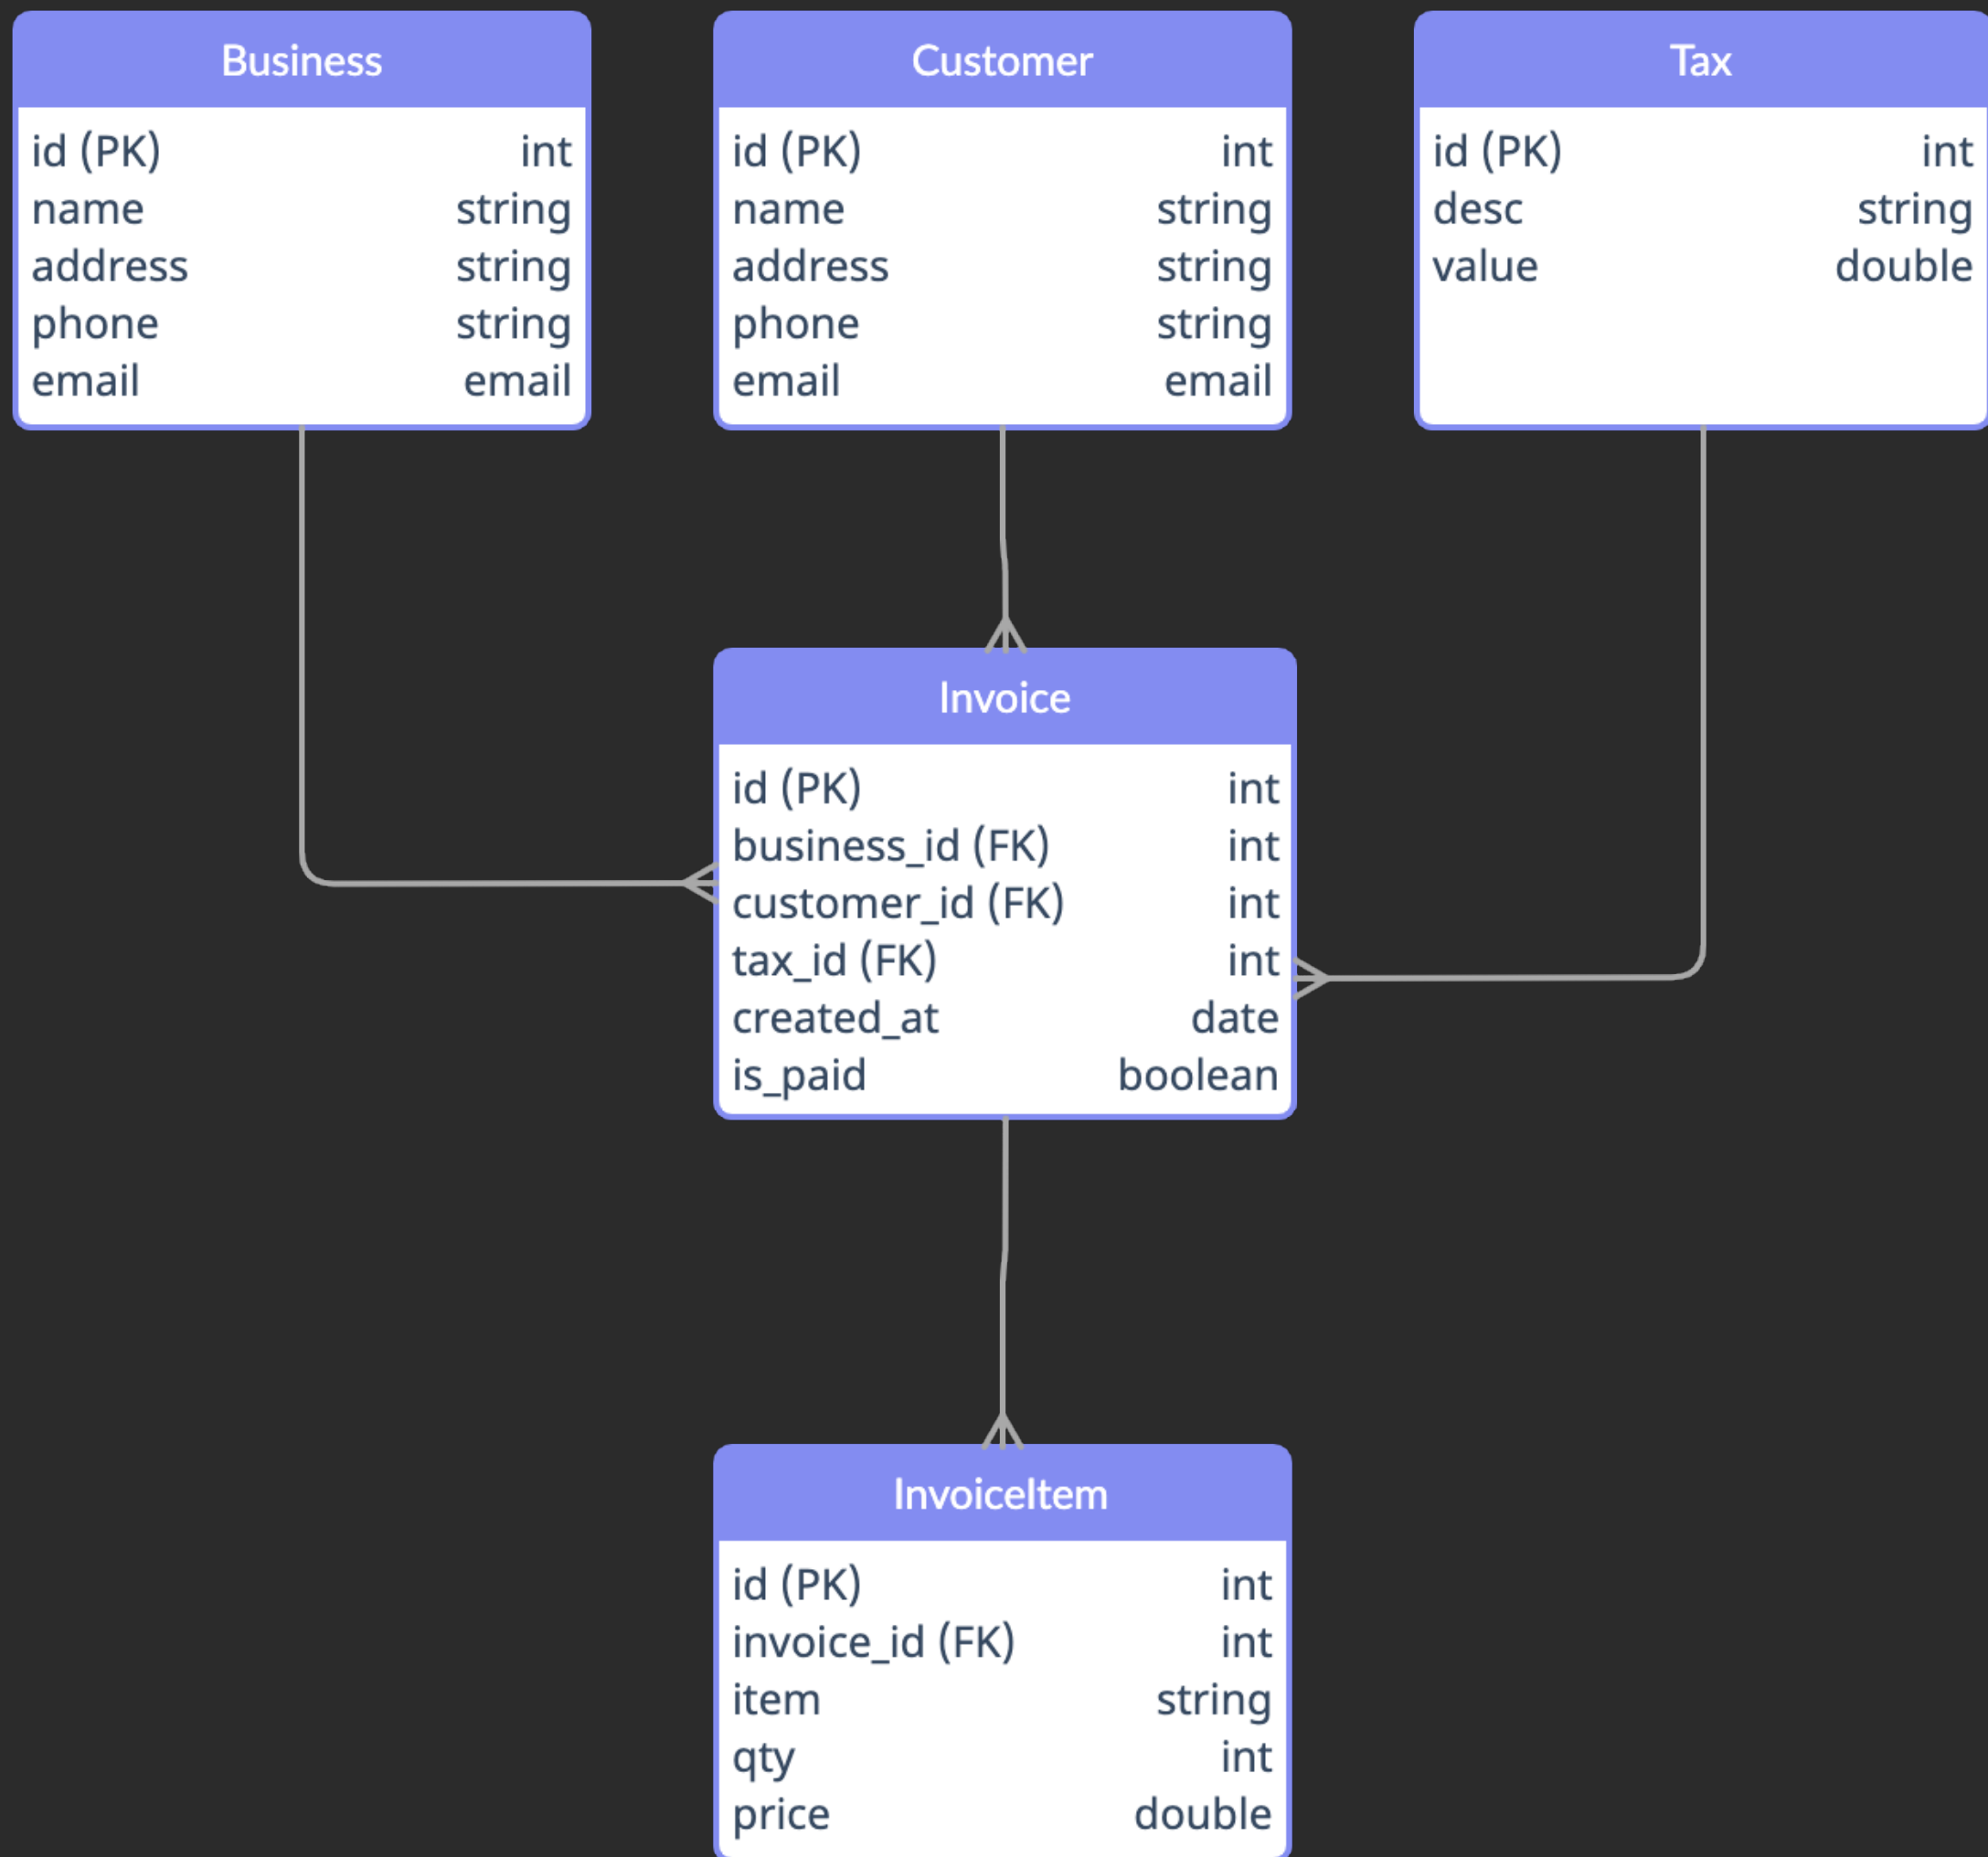 Business
id (PK) int
name string
address string
phone string
email email
Customer
id (PK) int
name string
address string
phone string
email email
Tax
id (PK) int
desc string
value double
Invoice
id (PK) int
business_id (FK) int
customer_id (FK) int
tax_id (FK) int
created_at date
is_paid boolean
InvoiceItem
id (PK) int
invoice_id (FK) int
item string
qty int
price double